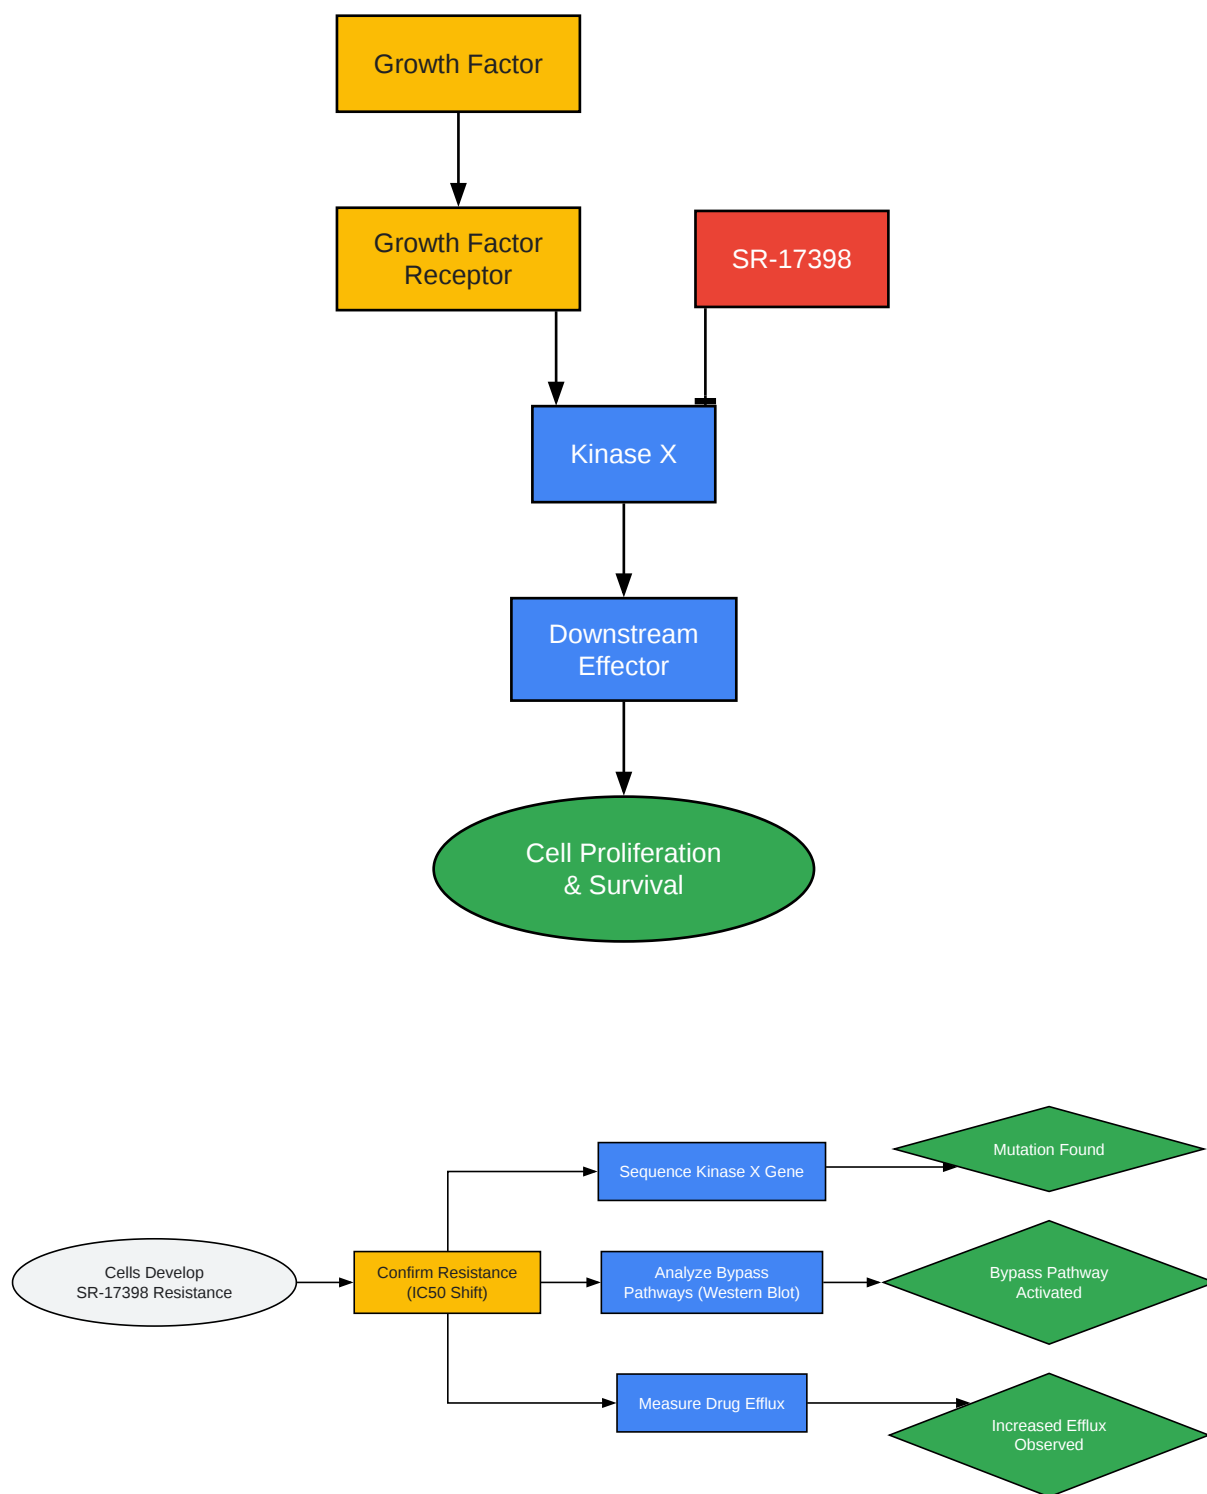 Growth Factor
Growth Factor
Receptor
SR-17398
Kinase X
Downstream
Effector
Cell Proliferation
& Survival
Mutation Found
Sequence Kinase X Gene
Cells Develop
SR-17398 Resistance
Confirm Resistance
(IC50 Shift)
Analyze Bypass
Pathways (Western Blot)
Bypass Pathway
Activated
Measure Drug Efflux
Increased Efflux
Observed